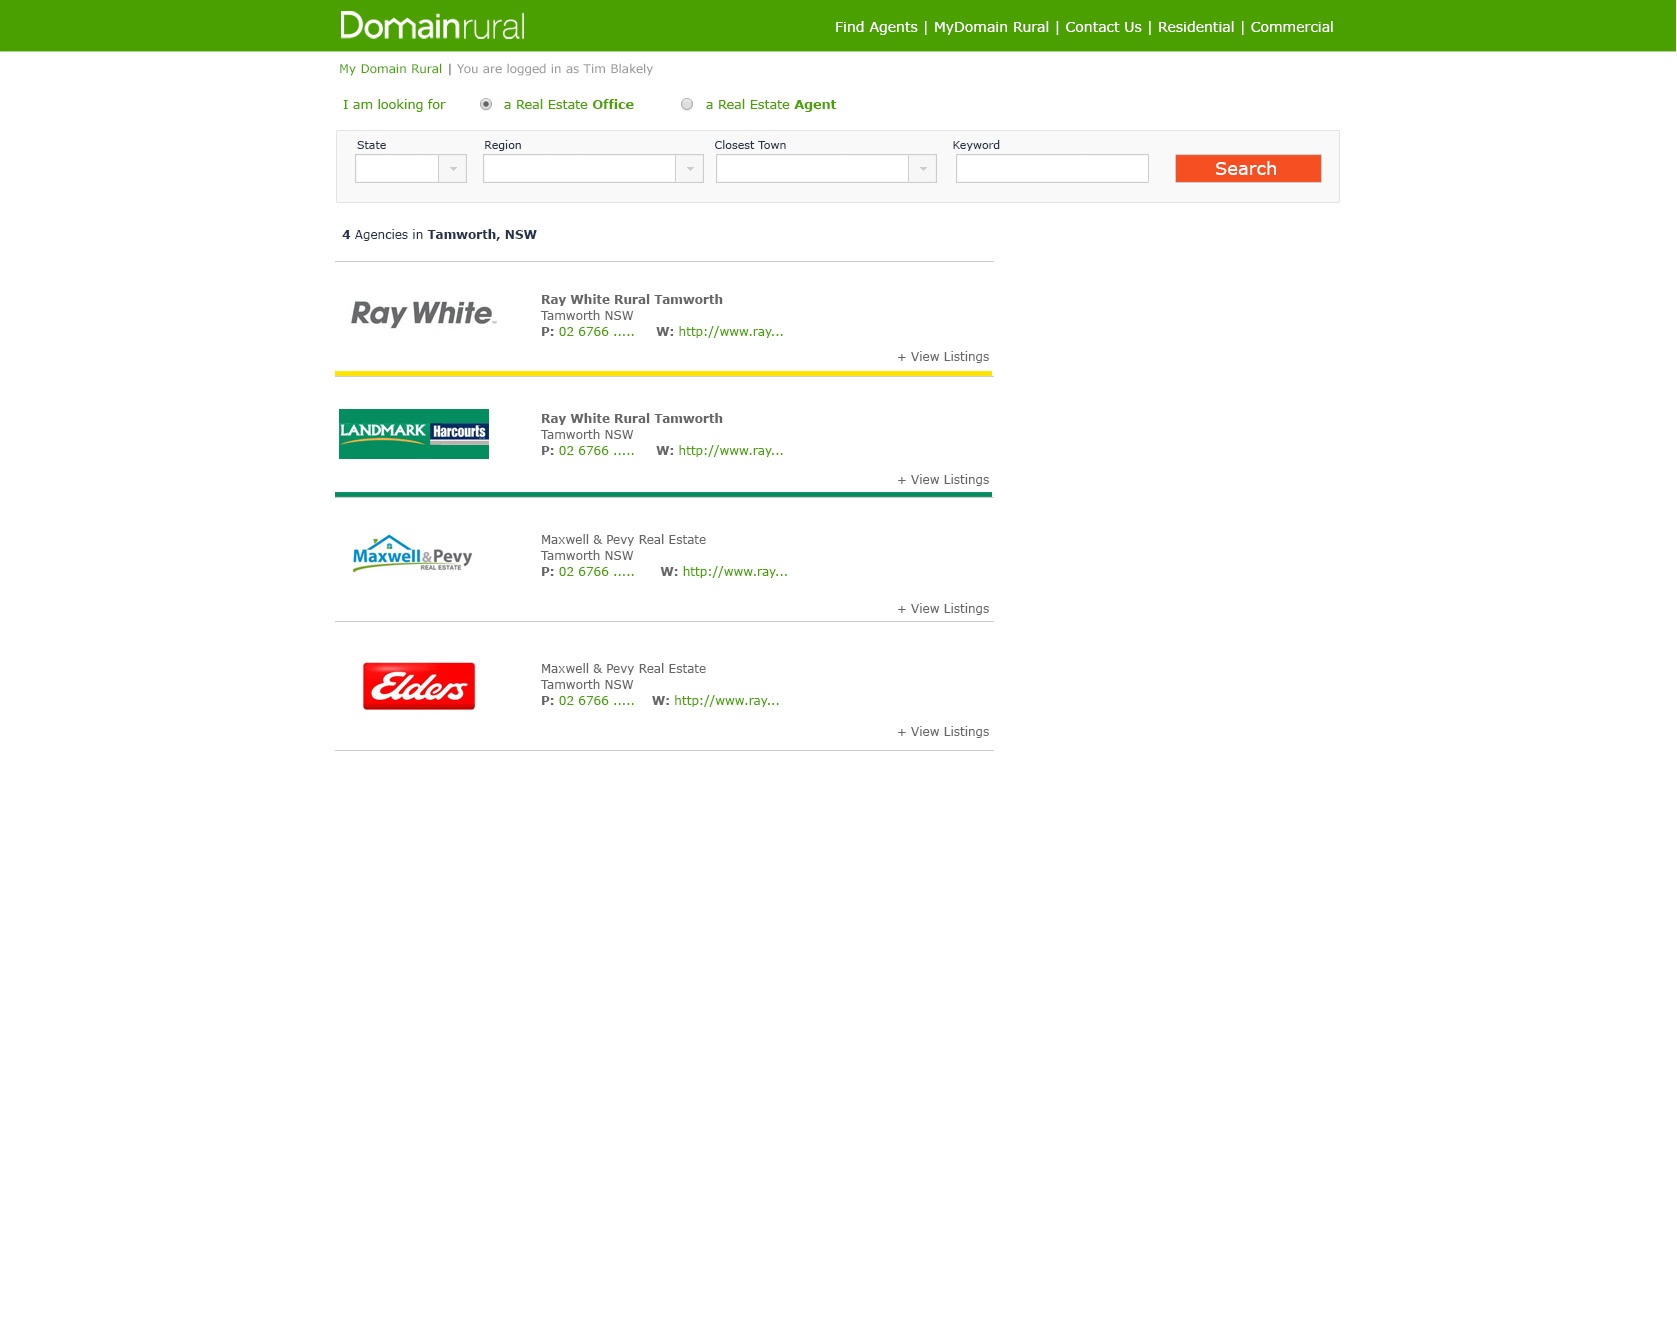 Domainrural
Find Agents | MyDomain Rural | Contact Us | Residential | Commercial
My Domain Rural | You are logged in as Tim Blakely
I am looking for a Real Estate Office a Real Estate Agent
State Region Closest Town Keyword
Search
4 Agencies in Tamworth, NSW
Ray White
Ray White Rural Tamworth
Tamworth NSW
P: 02 6766 ..... W: http://www.ray...
+ View Listings
LANDMARK Harcourts
Ray White Rural Tamworth
Tamworth NSW
P: 02 6766 ..... W: http://www.ray...
+ View Listings
Maxwell&Pevy
REAL ESTATE
Maxwell & Pevy Real Estate
Tamworth NSW
P: 02 6766 ..... W: http://www.ray...
+ View Listings
Elders
Maxwell & Pevy Real Estate
Tamworth NSW
P: 02 6766 ..... W: http://www.ray...
+ View Listings